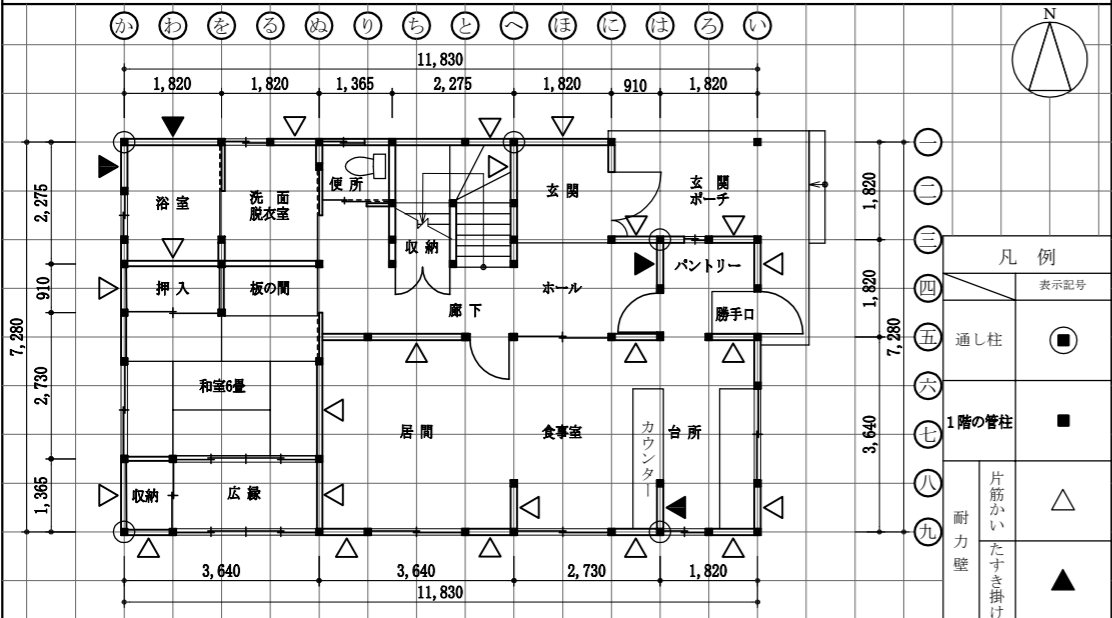 か わ を る ぬ り ち と へ ほ に は ろ い
N
11,830
1,820 1,820 1,365 2,275 1,820 910 1,820
一
二
三
四
五
六
七
八
九
7,280
2,275
910
2,730
1,365
1,820
1,820
3,640
7,280
浴室
洗面
脱衣室
便所
収納
玄関
玄関
ポーチ
パントリー
押入
板の間
廊下
ホール
勝手口
和室6畳
居間
食事室
カウンター
台所
収納
広縁
3,640 3,640 2,730 1,820
11,830
凡例
表示記号
通し柱
1階の管柱
耐力壁
片筋かい
たすき掛け